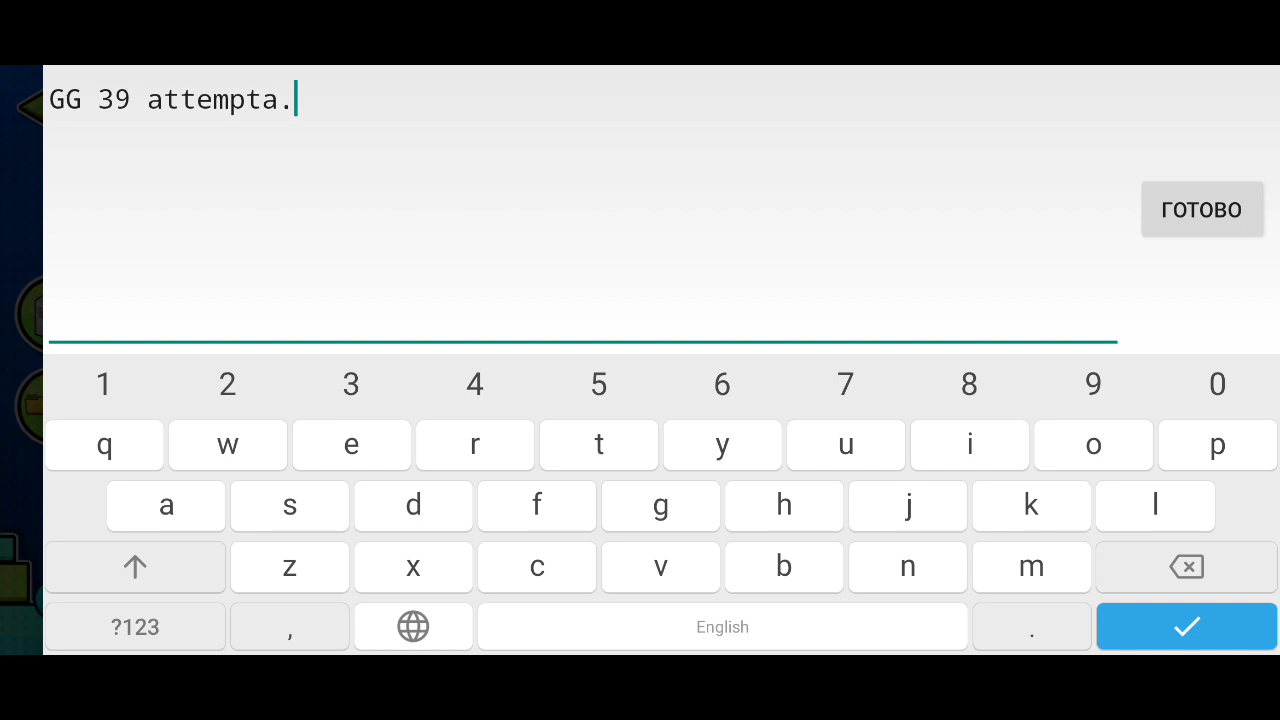 GG 39 attempta.
ГОТОВО
1 2 3 4 5 6 7 8 9 0
q w e r t y u i o p
a s d f g h j k l
z x c v b n m
?123 , English .